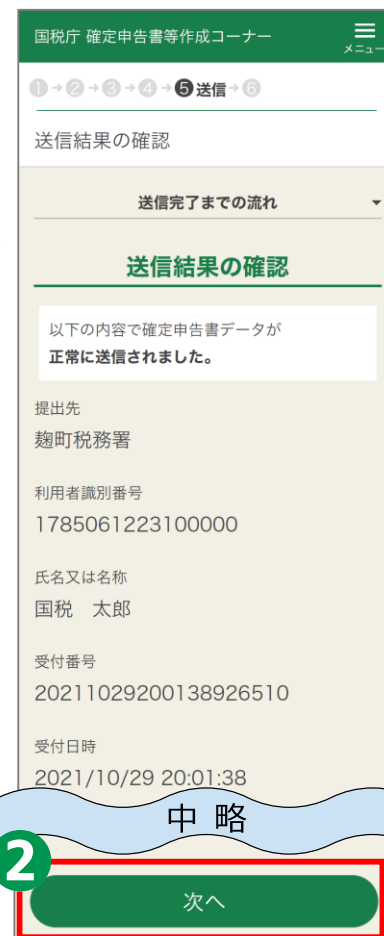 国税庁 確定申告書等作成コーナー
メニュー
1→2→3→4→5送信→6
送信結果の確認
送信完了までの流れ
送信結果の確認
以下の内容で確定申告書データが
正常に送信されました。
提出先
麹町税務署
利用者識別番号
1785061223100000
氏名又は名称
国税　太郎
受付番号
20211029200138926510
受付日時
2021/10/29 20:01:38
中 略
2
次へ